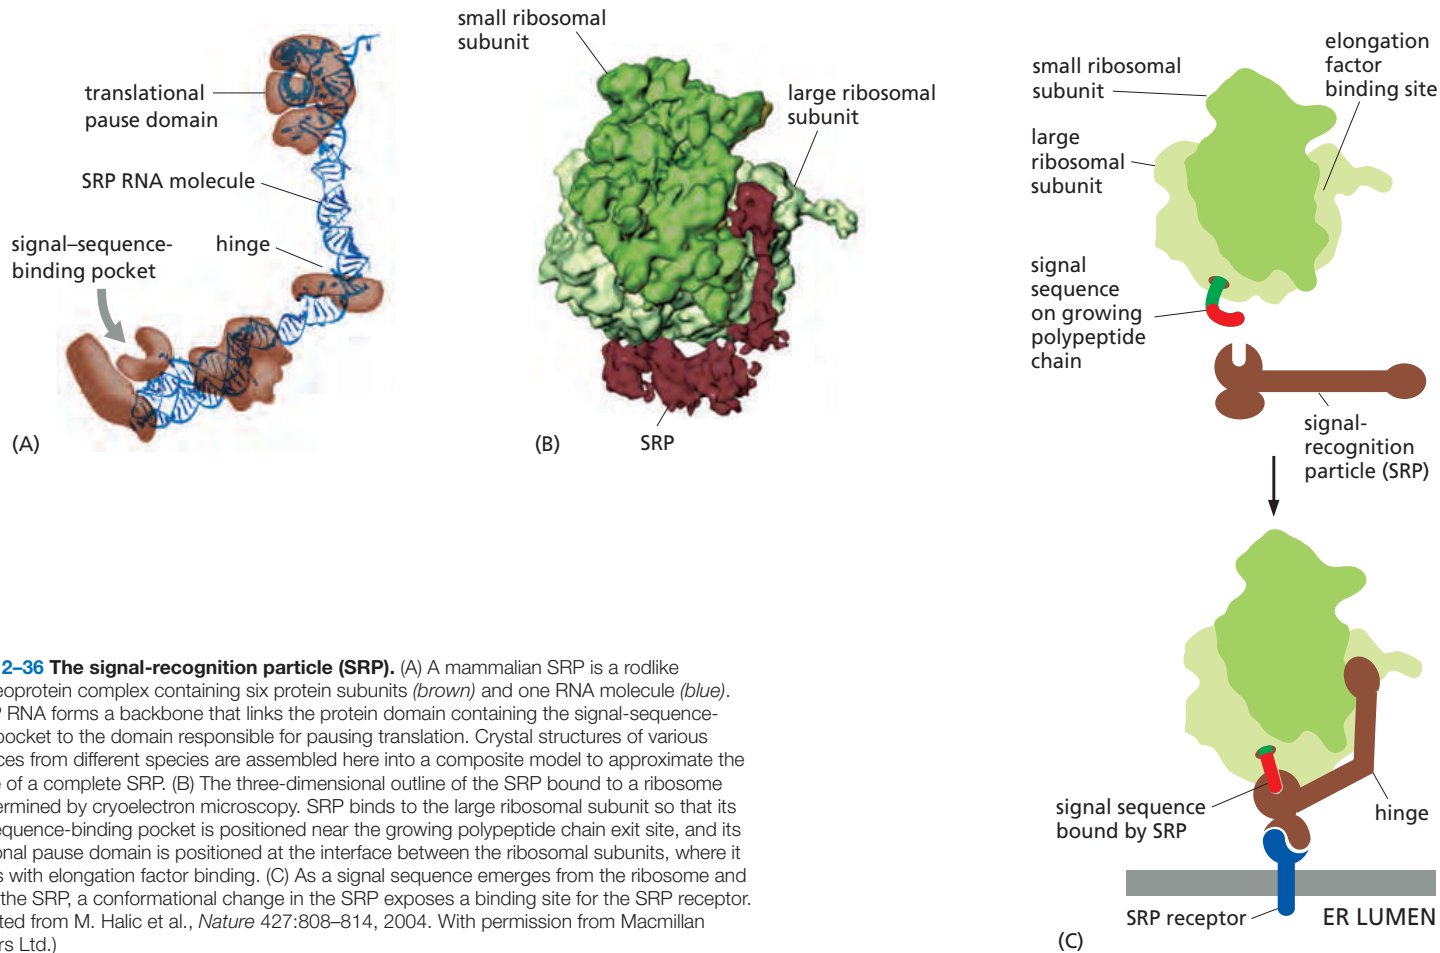 small ribosomal
subunit
translational
pause domain
SRP RNA molecule
signal–sequence-
binding pocket
hinge
(A)
large ribosomal
subunit
(B)
SRP
small ribosomal
subunit
elongation
factor
binding site
large
ribosomal
subunit
signal
sequence
on growing
polypeptide
chain
signal-
recognition
particle (SRP)
signal sequence
bound by SRP
hinge
SRP receptor
ER LUMEN
(C)
2–36 The signal-recognition particle (SRP). (A) A mammalian SRP is a rodlike
eoprotein complex containing six protein subunits (brown) and one RNA molecule (blue).
P RNA forms a backbone that links the protein domain containing the signal-sequence-
pocket to the domain responsible for pausing translation. Crystal structures of various
ces from different species are assembled here into a composite model to approximate the
e of a complete SRP. (B) The three-dimensional outline of the SRP bound to a ribosome
ermined by cryoelectron microscopy. SRP binds to the large ribosomal subunit so that its
equence-binding pocket is positioned near the growing polypeptide chain exit site, and its
onal pause domain is positioned at the interface between the ribosomal subunits, where it
s with elongation factor binding. (C) As a signal sequence emerges from the ribosome and
the SRP, a conformational change in the SRP exposes a binding site for the SRP receptor.
ted from M. Halic et al., Nature 427:808–814, 2004. With permission from Macmillan
rs Ltd.)